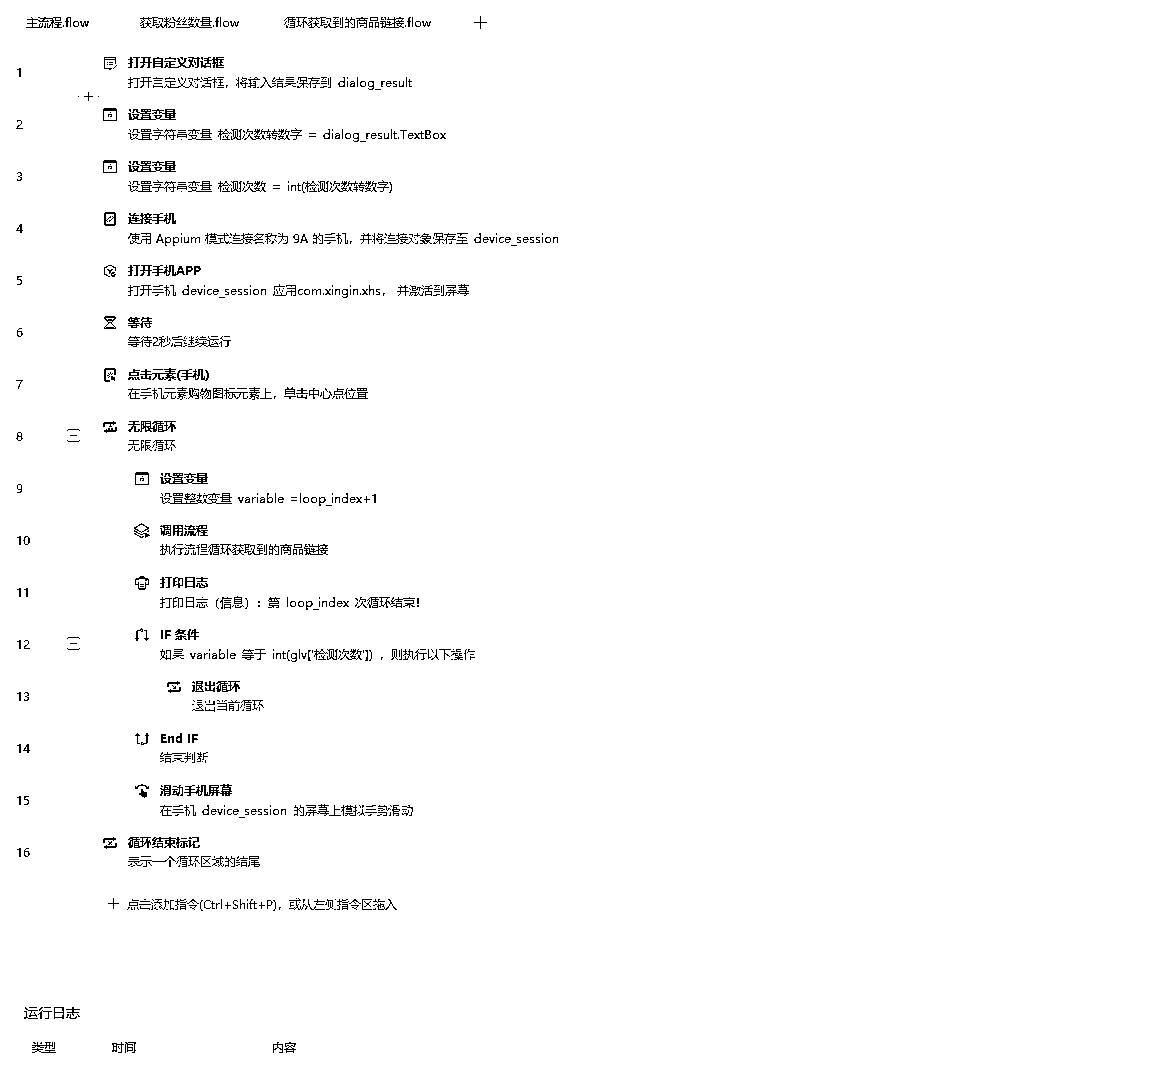 主流程.flow 获取粉丝数量.flow 循环获取到的商品链接.flow
1 打开自定义对话框
打开自定义对话框，将输入结果保存到 dialog_result
2 设置变量
设置字符串变量 检测次数转数字 = dialog_result.TextBox
3 设置变量
设置字符串变量 检测次数 = int(检测次数转数字)
4 连接手机
使用 Appium 模式连接名称为 9A 的手机，并将连接对象保存至 device_session
5 打开手机APP
打开手机 device_session 应用com.xingin.xhs， 并激活到屏幕
6 等待
等待2秒后继续运行
7 点击元素(手机)
在手机元素购物图标元素上，单击中心点位置
8 无限循环
无限循环
9 设置变量
设置整数变量 variable =loop_index+1
10 调用流程
执行流程循环获取到的商品链接
11 打印日志
打印日志（信息）: 第 loop_index 次循环结束!
12 IF 条件
如果 variable 等于 int(glv['检测次数']) ，则执行以下操作
13 退出循环
退出当前循环
14 End IF
结束判断
15 滑动手机屏幕
在手机 device_session 的屏幕上模拟手势滑动
16 循环结束标记
表示一个循环区域的结尾
点击添加指令(Ctrl+Shift+P)，或从左侧指令区拖入
运行日志
类型 时间 内容